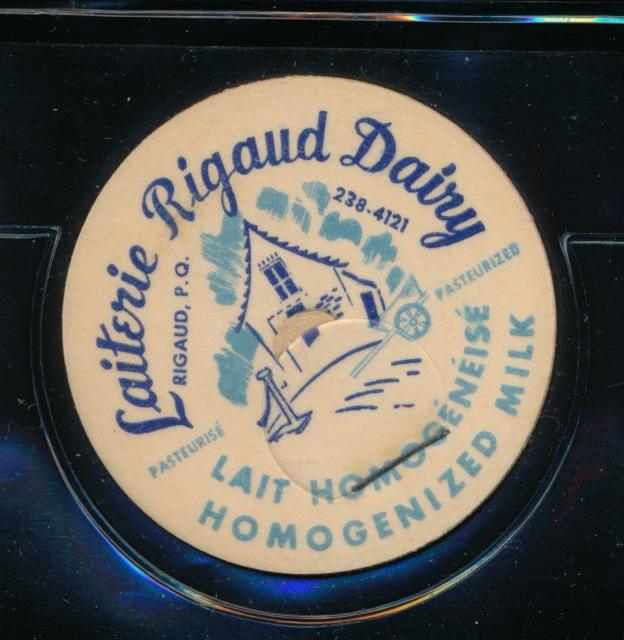 Laiterie Rigaud Dairy
238-4121
RIGAUD, P.Q.
PASTEURISÉ
PASTEURIZED
LAIT HOMOGÉNÉISÉ
HOMOGENIZED MILK